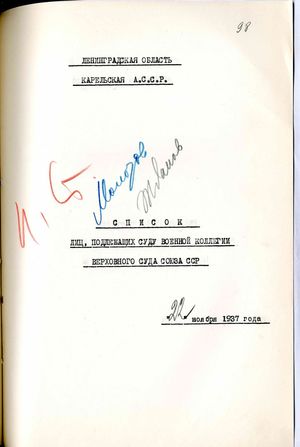 98
ЛЕНИНГРАДСКАЯ ОБЛАСТЬ
КАРЕЛЬСКАЯ А.С.С.Р.
И. Ст
Молотов
Жданов
СПИСОК
ЛИЦ, ПОДЛЕЖАЩИХ СУДУ ВОЕННОЙ КОЛЛЕГИИ
ВЕРХОВНОГО СУДА СОЮЗА ССР
22 ноября 1937 года